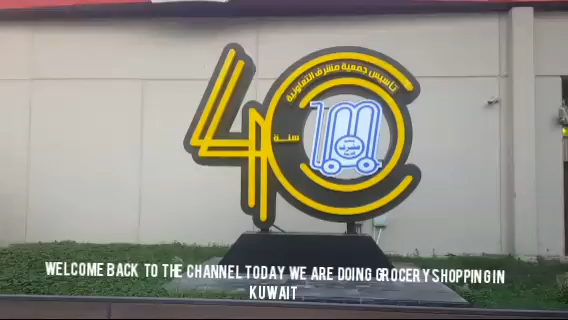 تأسيس جمعية مشرف التعاونية
40
سنة
مشرف
WELCOME BACK TO THE CHANNEL TODAY WE ARE DOING GROCERY SHOPPING IN
KUWAIT